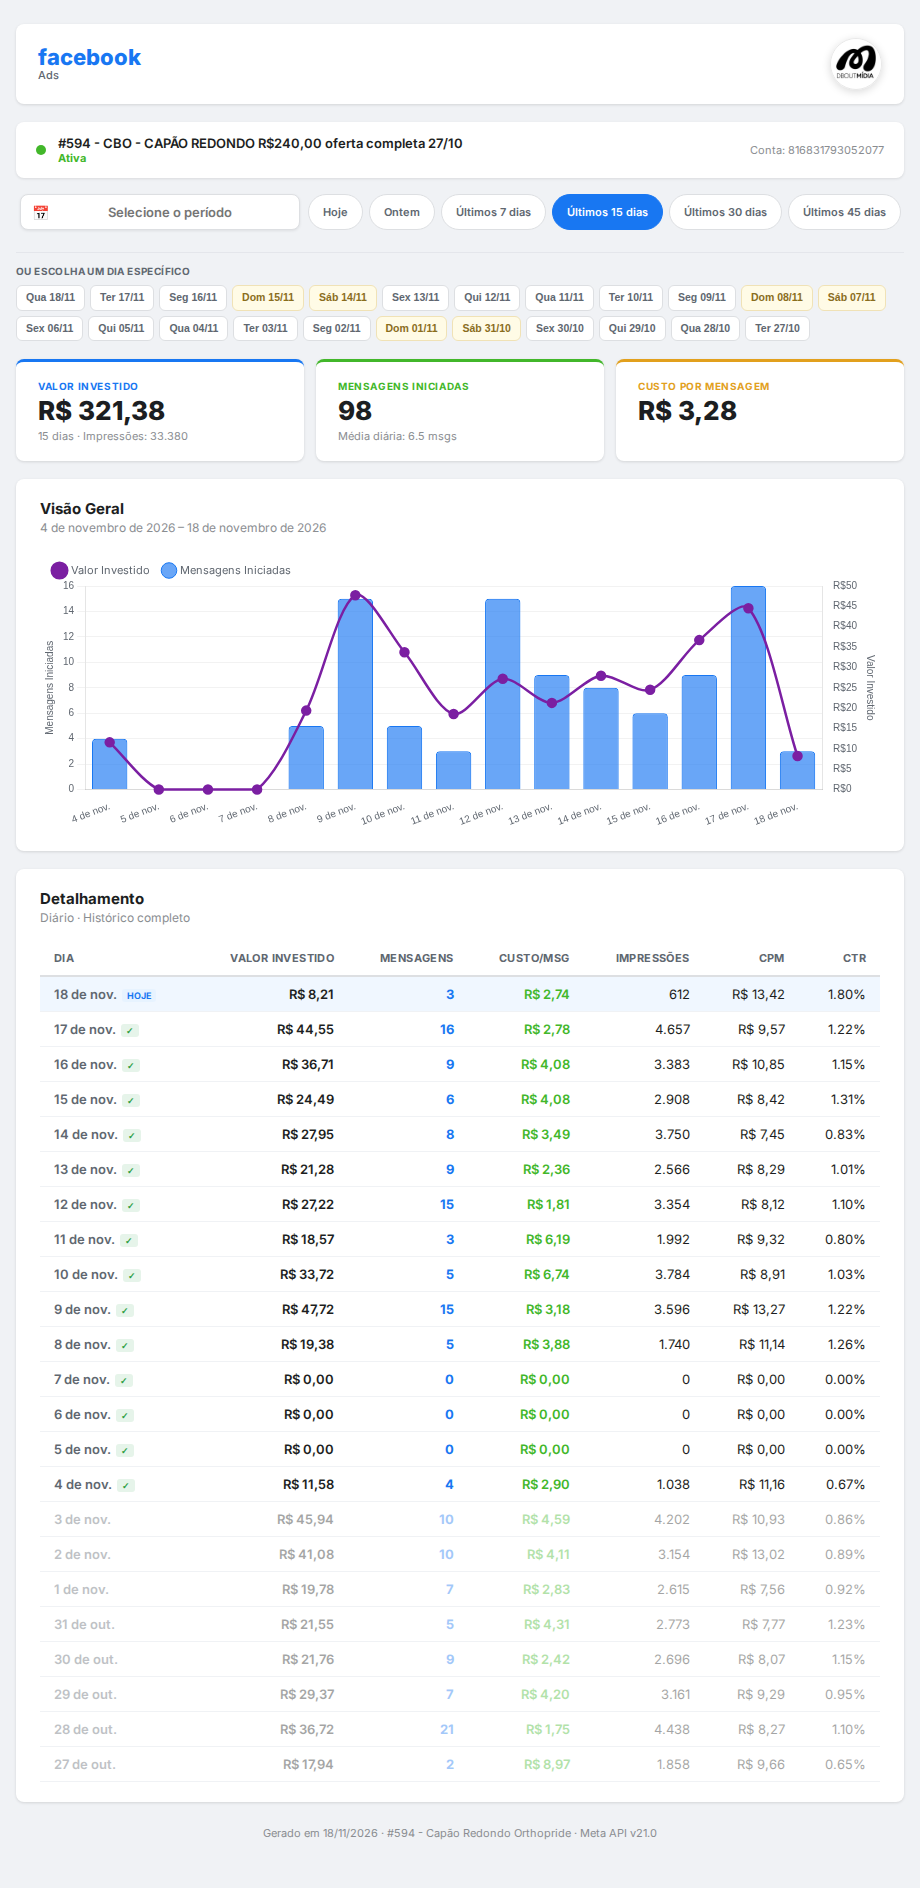 facebook
Ads
DBOUTMÍDIA
#594 - CBO - CAPÃO REDONDO R$240,00 oferta completa 27/10
Ativa
Conta: 816831793052077
Selecione o período
Hoje
Ontem
Últimos 7 dias
Últimos 15 dias
Últimos 30 dias
Últimos 45 dias
OU ESCOLHA UM DIA ESPECÍFICO
Qua 18/11 Ter 17/11 Seg 16/11 Dom 15/11 Sáb 14/11 Sex 13/11 Qui 12/11 Qua 11/11 Ter 10/11 Seg 09/11 Dom 08/11 Sáb 07/11
Sex 06/11 Qui 05/11 Qua 04/11 Ter 03/11 Seg 02/11 Dom 01/11 Sáb 31/10 Sex 30/10 Qui 29/10 Qua 28/10 Ter 27/10
VALOR INVESTIDO
R$ 321,38
15 dias · Impressões: 33.380
MENSAGENS INICIADAS
98
Média diária: 6.5 msgs
CUSTO POR MENSAGEM
R$ 3,28
Visão Geral
4 de novembro de 2026 – 18 de novembro de 2026
Valor Investido
Mensagens Iniciadas
16
14
12
10
8
6
4
2
0
Mensagens Iniciadas
R$50
R$45
R$40
R$35
R$30
R$25
R$20
R$15
R$10
R$5
R$0
Valor Investido
4 de nov.
5 de nov.
6 de nov.
7 de nov.
8 de nov.
9 de nov.
10 de nov.
11 de nov.
12 de nov.
13 de nov.
14 de nov.
15 de nov.
16 de nov.
17 de nov.
18 de nov.
Detalhamento
Diário · Histórico completo
DIA VALOR INVESTIDO MENSAGENS CUSTO/MSG IMPRESSÕES CPM CTR
18 de nov. HOJE R$ 8,21 3 R$ 2,74 612 R$ 13,42 1.80%
17 de nov. ✓ R$ 44,55 16 R$ 2,78 4.657 R$ 9,57 1.22%
16 de nov. ✓ R$ 36,71 9 R$ 4,08 3.383 R$ 10,85 1.15%
15 de nov. ✓ R$ 24,49 6 R$ 4,08 2.908 R$ 8,42 1.31%
14 de nov. ✓ R$ 27,95 8 R$ 3,49 3.750 R$ 7,45 0.83%
13 de nov. ✓ R$ 21,28 9 R$ 2,36 2.566 R$ 8,29 1.01%
12 de nov. ✓ R$ 27,22 15 R$ 1,81 3.354 R$ 8,12 1.10%
11 de nov. ✓ R$ 18,57 3 R$ 6,19 1.992 R$ 9,32 0.80%
10 de nov. ✓ R$ 33,72 5 R$ 6,74 3.784 R$ 8,91 1.03%
9 de nov. ✓ R$ 47,72 15 R$ 3,18 3.596 R$ 13,27 1.22%
8 de nov. ✓ R$ 19,38 5 R$ 3,88 1.740 R$ 11,14 1.26%
7 de nov. ✓ R$ 0,00 0 R$ 0,00 0 R$ 0,00 0.00%
6 de nov. ✓ R$ 0,00 0 R$ 0,00 0 R$ 0,00 0.00%
5 de nov. ✓ R$ 0,00 0 R$ 0,00 0 R$ 0,00 0.00%
4 de nov. ✓ R$ 11,58 4 R$ 2,90 1.038 R$ 11,16 0.67%
3 de nov. R$ 45,94 10 R$ 4,59 4.202 R$ 10,93 0.86%
2 de nov. R$ 41,08 10 R$ 4,11 3.154 R$ 13,02 0.89%
1 de nov. R$ 19,78 7 R$ 2,83 2.615 R$ 7,56 0.92%
31 de out. R$ 21,55 5 R$ 4,31 2.773 R$ 7,77 1.23%
30 de out. R$ 21,76 9 R$ 2,42 2.696 R$ 8,07 1.15%
29 de out. R$ 29,37 7 R$ 4,20 3.161 R$ 9,29 0.95%
28 de out. R$ 36,72 21 R$ 1,75 4.438 R$ 8,27 1.10%
27 de out. R$ 17,94 2 R$ 8,97 1.858 R$ 9,66 0.65%
Gerado em 18/11/2026 · #594 - Capão Redondo Orthopride · Meta API v21.0